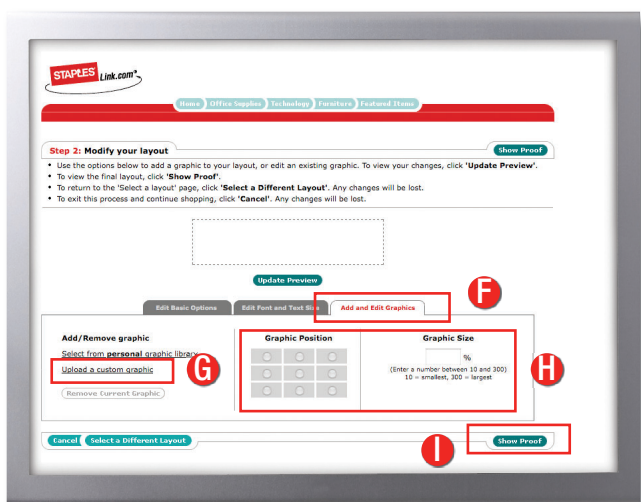 STAPLES Link.com
Home Office Supplies Technology Furniture Featured Items
Step 2: Modify your layout
Show Proof
• Use the options below to add a graphic to your layout, or edit an existing graphic. To view your changes, click 'Update Preview'.
• To view the final layout, click 'Show Proof'.
• To return to the 'Select a layout' page, click 'Select a Different Layout'. Any changes will be lost.
• To exit this process and continue shopping, click 'Cancel'. Any changes will be lost.
Update Preview
F
Edit Basic Options Edit Font and Text Size Add and Edit Graphics
Add/Remove graphic
Select from personal graphic library
Upload a custom graphic
G
Remove Current Graphic
Graphic Position
Graphic Size
%
(Enter a number between 10 and 300)
10 = smallest, 300 = largest
H
Cancel Select a Different Layout
I
Show Proof